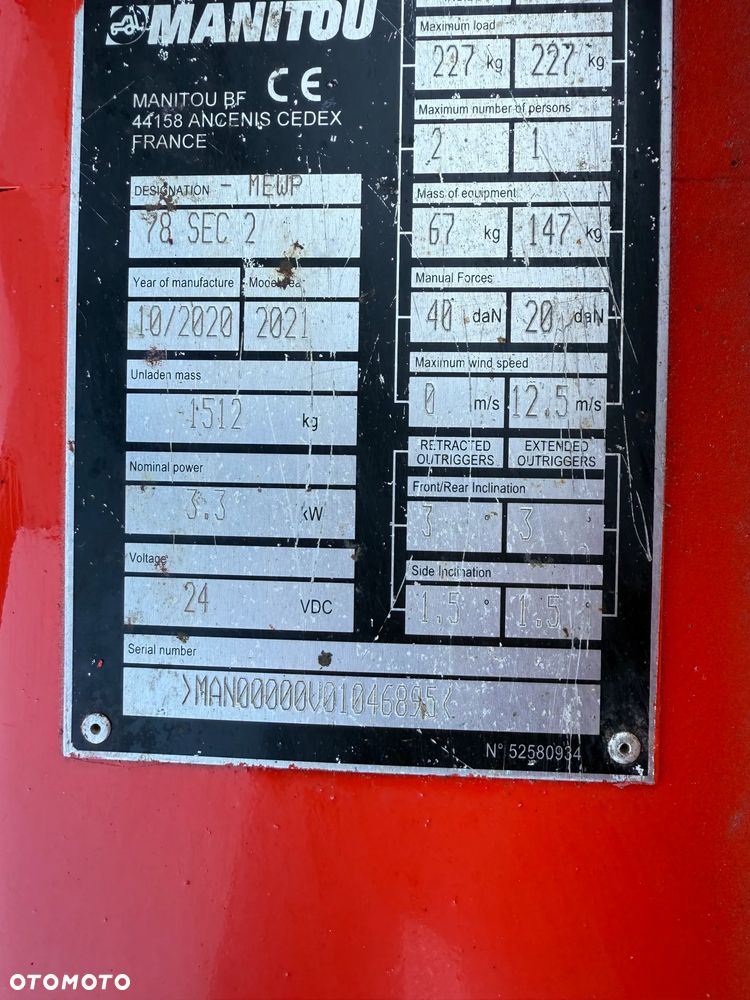 MANITOU
CE
MANITOU BF
44158 ANCENIS CEDEX
FRANCE
DESIGNATION - MEWP
78 SEC 2
Year of manufacture
10/2020 2021
Unladen mass
1512 kg
Nominal power
3.3 kW
Voltage
24 VDC
Maximum load
227 kg 227 kg
Maximum number of persons
2 1
Mass of equipment
67 kg 147 kg
Manual Forces
40 daN 20 daN
Maximum wind speed
0 m/s 12.5 m/s
RETRACTED OUTRIGGERS EXTENDED OUTRIGGERS
Front/Rear Inclination
3 ° 3 °
Side Inclination
1.5 ° 1.5 °
Serial number
>MAN00000V01046895<
N° 52580934
OTOMOTO